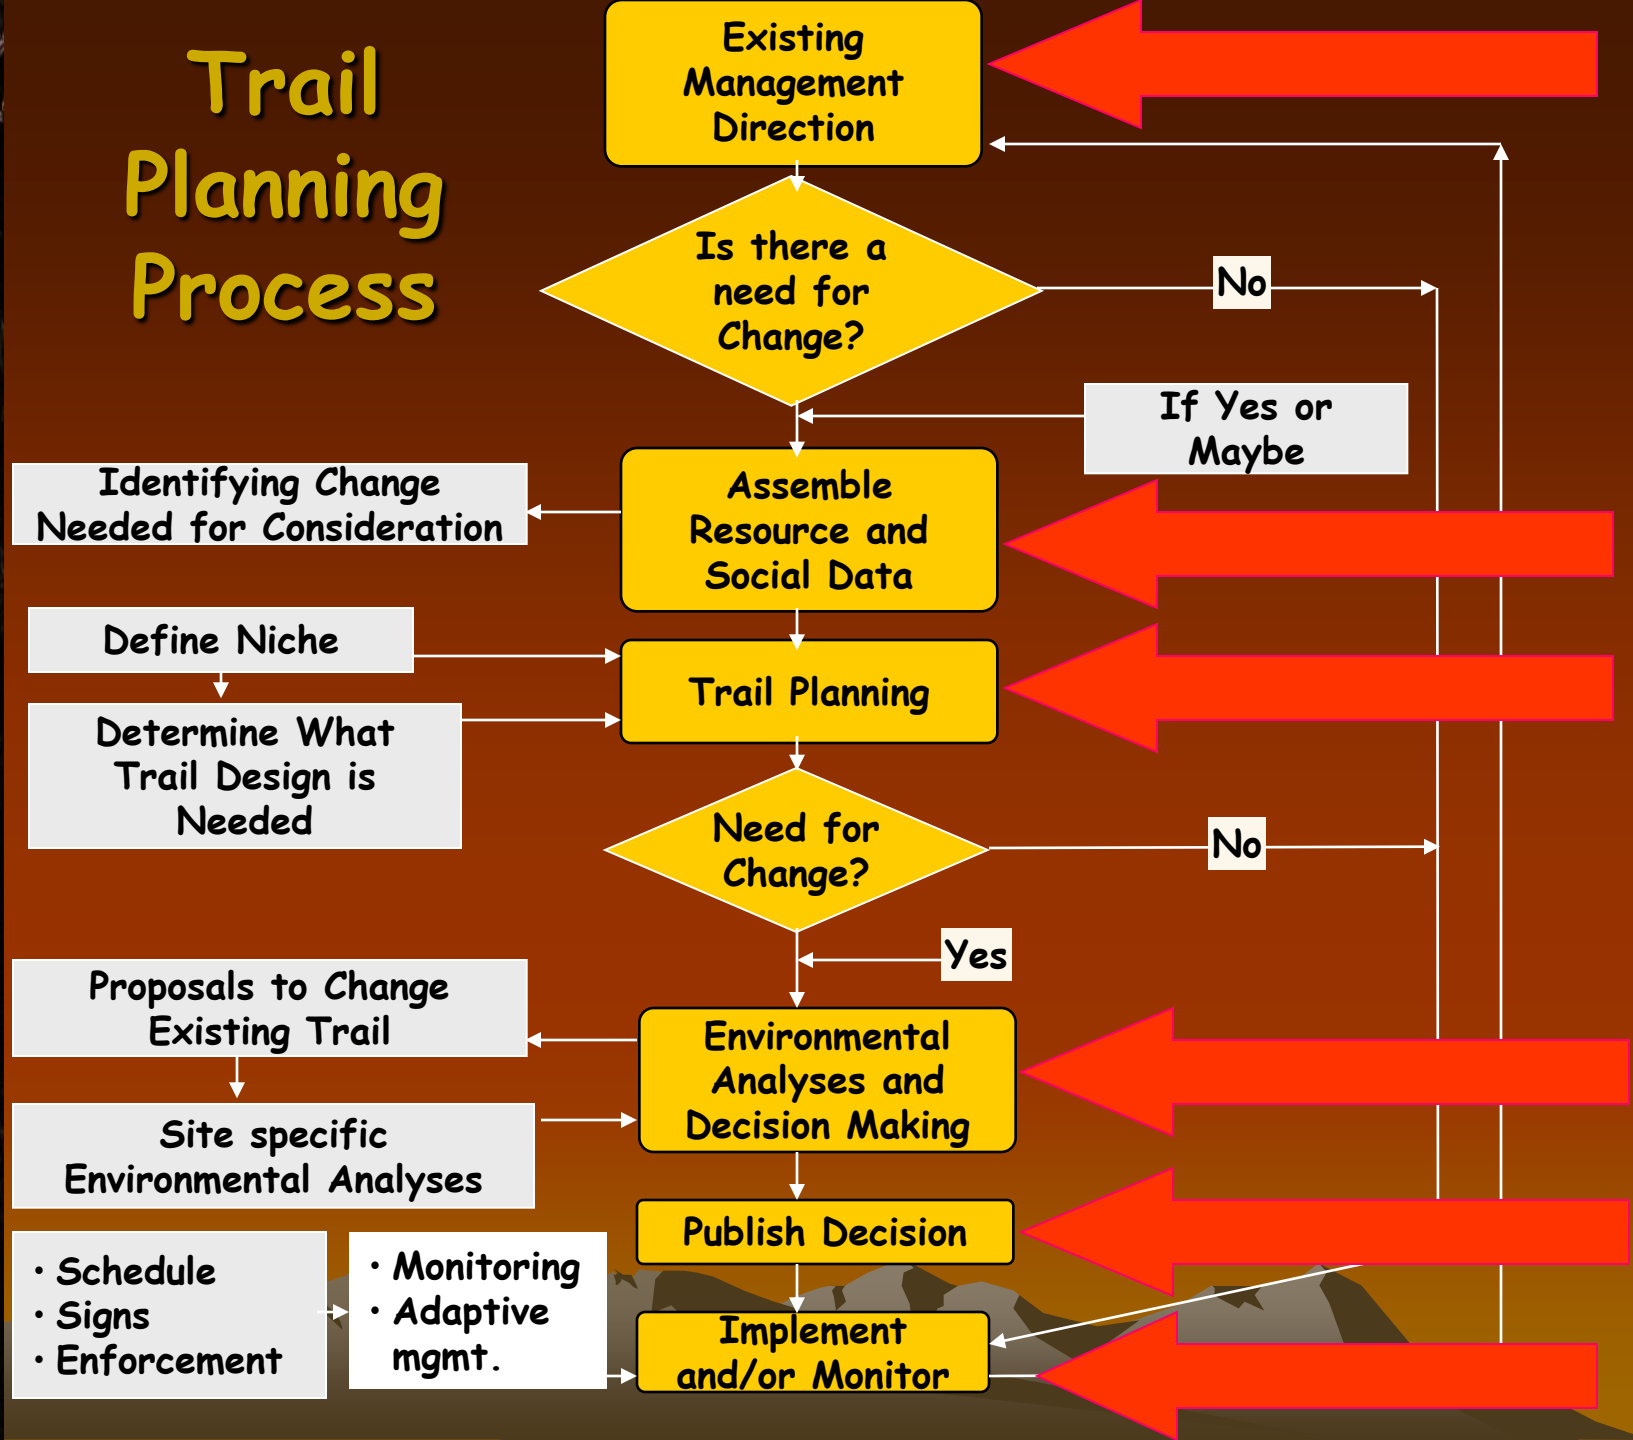 Trail
Planning
Process
Existing
Management
Direction
Is there a
need for
Change?
No
If Yes or
Maybe
Identifying Change
Needed for Consideration
Assemble
Resource and
Social Data
Define Niche
Trail Planning
Determine What
Trail Design is
Needed
Need for
Change?
No
Yes
Proposals to Change
Existing Trail
Environmental
Analyses and
Decision Making
Site specific
Environmental Analyses
Publish Decision
• Schedule
• Signs
• Enforcement
• Monitoring
• Adaptive
mgmt.
Implement
and/or Monitor